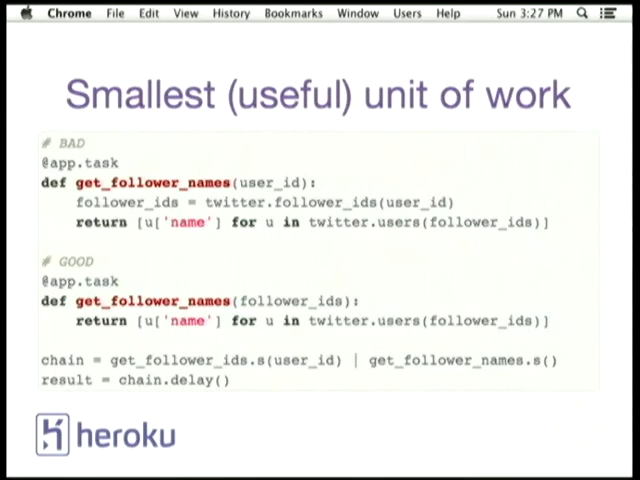 Chrome File Edit View History Bookmarks Window Users Help Sun 3:27 PM
Smallest (useful) unit of work
# BAD
@app.task
def get_follower_names(user_id):
    follower_ids = twitter.follower_ids(user_id)
    return [u['name'] for u in twitter.users(follower_ids)]
# GOOD
@app.task
def get_follower_names(follower_ids):
    return [u['name'] for u in twitter.users(follower_ids)]
chain = get_follower_ids.s(user_id) | get_follower_names.s()
result = chain.delay()
heroku